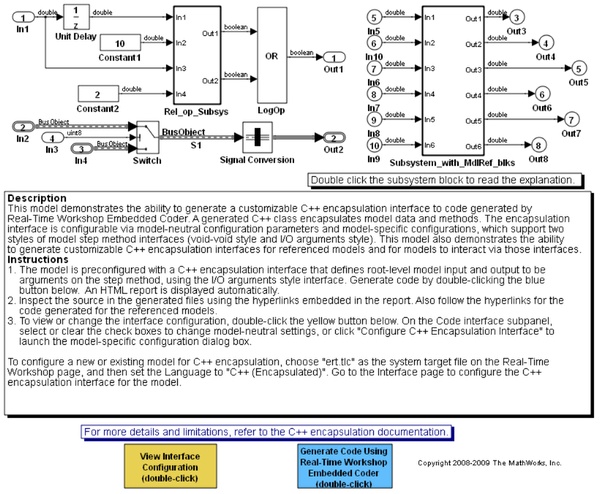 1
In1
double
double
1
z
Unit Delay
10
Constant1
double
double
2
Constant2
double
In1
In2
In3
In4
Out1
Out2
Rel_op_Subsys
boolean
boolean
OR
LogOp
boolean
1
Out1
2
In2
BusObject
4
In3
uint8
3
In4
Switch
BusObject
S1
Signal Conversion
2
Out2
5
In5
double
6
In10
double
7
In6
double
8
In7
double
9
In8
double
10
In9
double
In1
In2
In3
In4
In5
In6
Out1
Out2
Out3
Out4
Out5
Out6
Subsystem_with_MdlRef_blks
double
3
Out3
double
4
Out4
double
5
Out5
double
6
Out6
double
7
Out7
double
8
Out8
Double click the subsystem block to read the explanation.
Description
This model demonstrates the ability to generate a customizable C++ encapsulation interface to code generated by
Real-Time Workshop Embedded Coder. A generated C++ class encapsulates model data and methods. The encapsulation
interface is configurable via model-neutral configuration parameters and model-specific configurations, which support two
styles of model step method interfaces (void-void style and I/O arguments style). This model also demonstrates the ability
to generate customizable C++ encapsulation interfaces for referenced models and for models to interact via those interfaces.
Instructions
1. The model is preconfigured with a C++ encapsulation interface that defines root-level model input and output to be
arguments on the step method, using the I/O arguments style interface. Generate code by double-clicking the blue
button below. An HTML report is displayed automatically.
2. Inspect the source in the generated files using the hyperlinks embedded in the report. Also follow the hyperlinks for the
code generated for the referenced models.
3. To view or change the interface configuration, double-click the yellow button below. On the Code interface subpanel,
select or clear the check boxes to change model-neutral settings, or click "Configure C++ Encapsulation Interface" to
launch the model-specific configuration dialog box.
To configure a new or existing model for C++ encapsulation, choose "ert.tlc" as the system target file on the Real-Time
Workshop page, and then set the Language to "C++ (Encapsulated)". Go to the Interface page to configure the C++
encapsulation interface for the model.
For more details and limitations, refer to the C++ encapsulation documentation.
View Interface
Configuration
(double-click)
Generate Code Using
Real-Time Workshop
Embedded Coder
(double-click)
Copyright 2008-2009 The MathWorks, Inc.